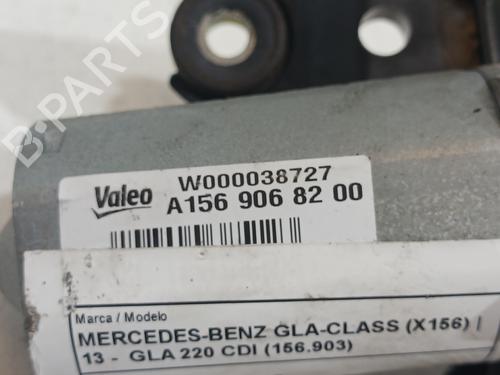 B-Parts
Valeo
W000038727
A156 906 82 00
Marca / Modelo
MERCEDES-BENZ GLA-CLASS (X156) |
13 - GLA 220 CDI (156.903)